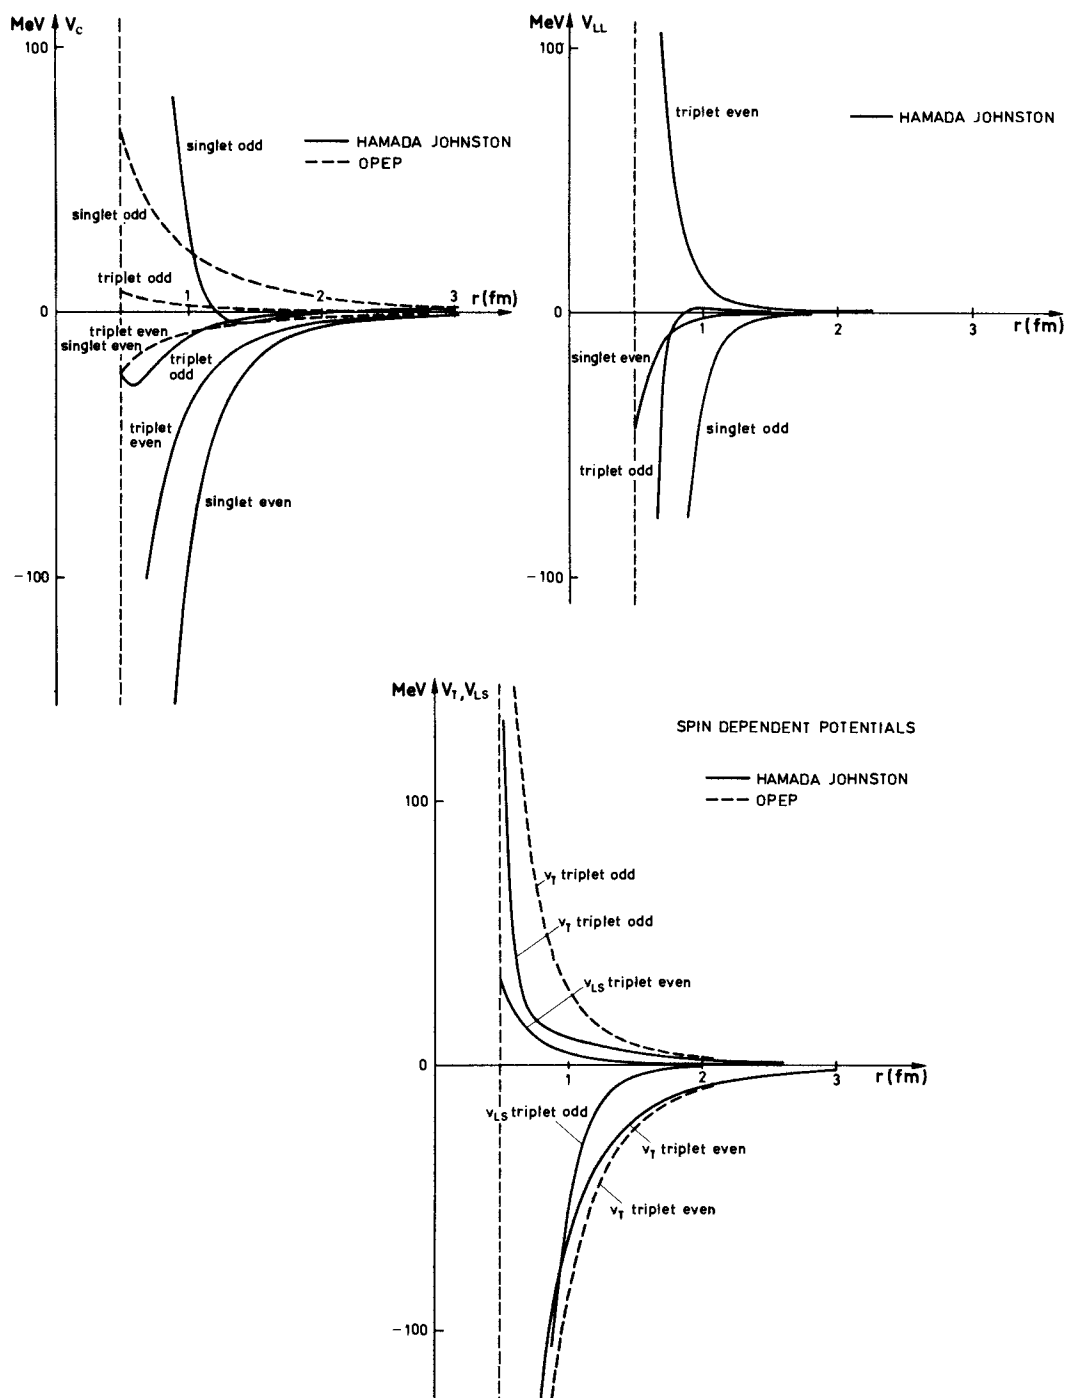 MeV V_C
100
singlet odd
HAMADA JOHNSTON
OPEP
singlet odd
triplet odd
1
2
3 r(fm)
0
triplet even
singlet even
triplet
odd
triplet
even
singlet even
-100
MeV V_LL
100
triplet even
HAMADA JOHNSTON
0
1
2
3
r(fm)
singlet even
singlet odd
triplet odd
-100
MeV V_T, V_LS
SPIN DEPENDENT POTENTIALS
HAMADA JOHNSTON
OPEP
100
v_T triplet odd
v_T triplet odd
v_LS triplet even
0
1
2
3
r(fm)
v_LS triplet odd
v_T triplet even
v_T triplet even
-100